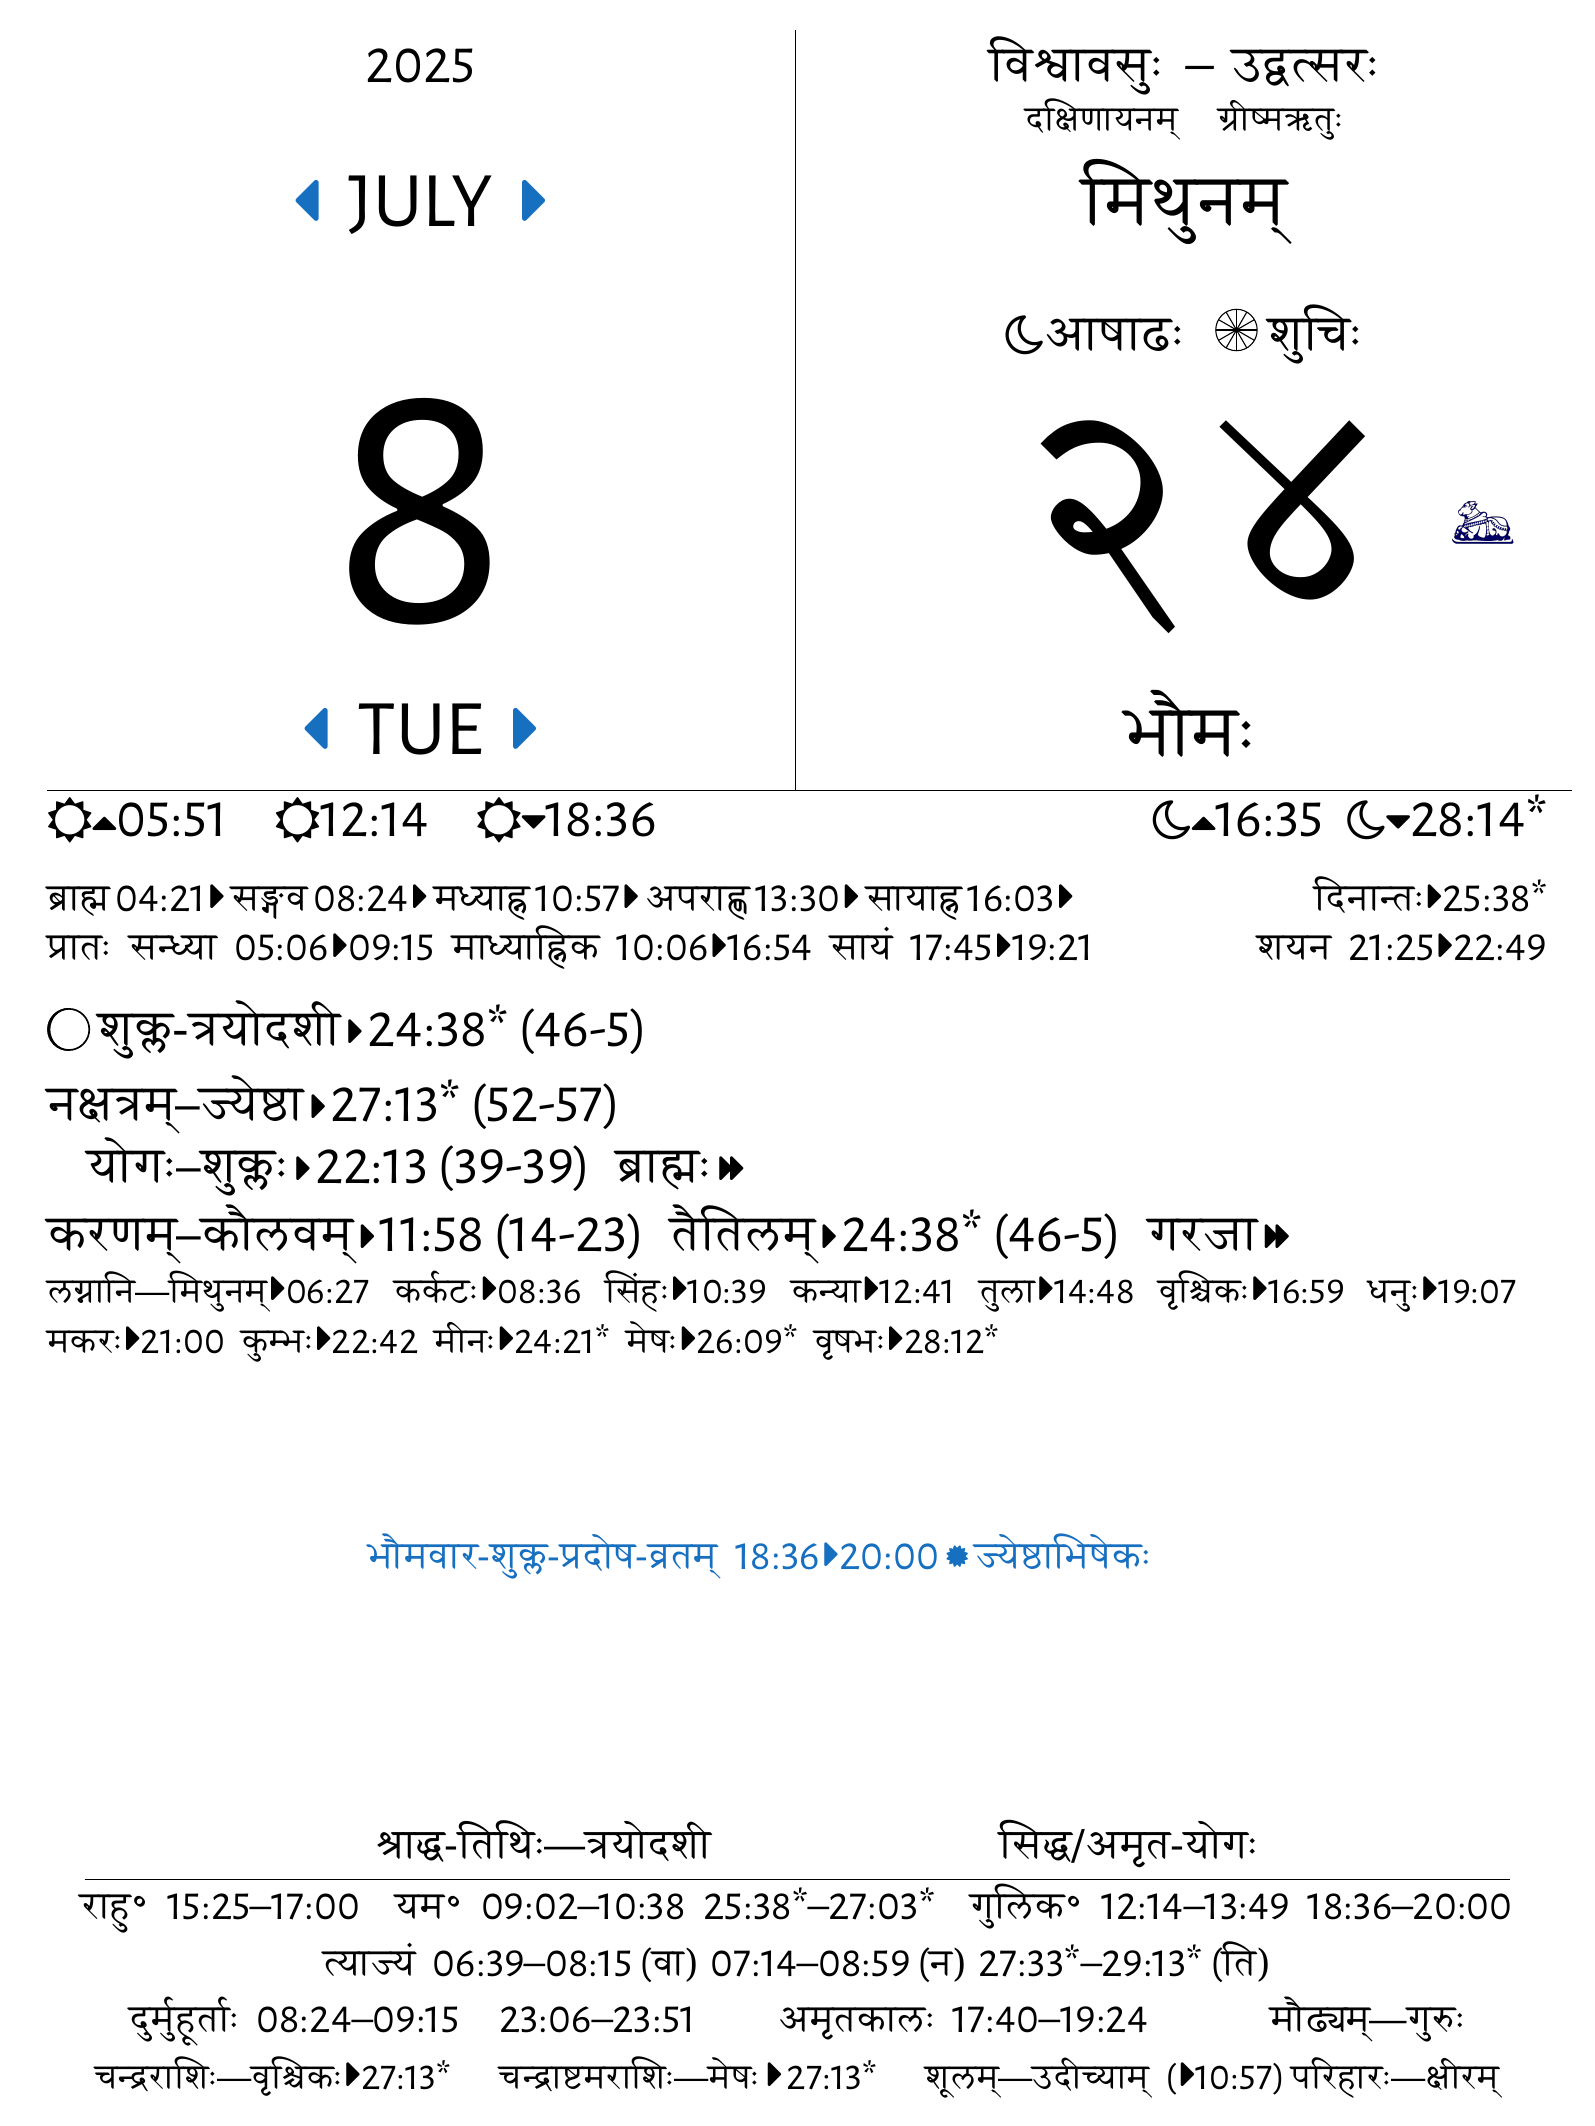 2025
JULY
8
TUE
विश्वावसुः – उद्वत्सरः
दक्षिणायनम् ग्रीष्मऋतुः
मिथुनम्
आषाढः शुचिः
२४
भौमः
05:51 12:14 18:36 16:35 28:14*
ब्राह्म 04:21 सङ्गव 08:24 मध्याह्न 10:57 अपराह्ण 13:30 सायाह्न 16:03 दिनान्तः 25:38*
प्रातः सन्ध्या 05:06 09:15 माध्याह्निक 10:06 16:54 सायं 17:45 19:21 शयन 21:25 22:49
शुक्ल-त्रयोदशी 24:38* (46-5)
नक्षत्रम्–ज्येष्ठा 27:13* (52-57)
योगः–शुक्लः 22:13 (39-39) ब्राह्मः
करणम्–कौलवम् 11:58 (14-23) तैतिलम् 24:38* (46-5) गरजा
लग्नानि—मिथुनम् 06:27 कर्कटः 08:36 सिंहः 10:39 कन्या 12:41 तुला 14:48 वृश्चिकः 16:59 धनुः 19:07
मकरः 21:00 कुम्भः 22:42 मीनः 24:21* मेषः 26:09* वृषभः 28:12*
भौमवार-शुक्ल-प्रदोष-व्रतम् 18:36 20:00 ज्येष्ठाभिषेकः
श्राद्ध-तिथिः—त्रयोदशी सिद्ध/अमृत-योगः
राहु॰ 15:25–17:00 यम॰ 09:02–10:38 25:38*–27:03* गुलिक॰ 12:14–13:49 18:36–20:00
त्याज्यं 06:39–08:15 (वा) 07:14–08:59 (न) 27:33*–29:13* (ति)
दुर्मुहूर्ताः 08:24–09:15 23:06–23:51 अमृतकालः 17:40–19:24 मौढ्यम्—गुरुः
चन्द्रराशिः—वृश्चिकः 27:13* चन्द्राष्टमराशिः—मेषः 27:13* शूलम्—उदीच्याम् (10:57) परिहारः—क्षीरम्